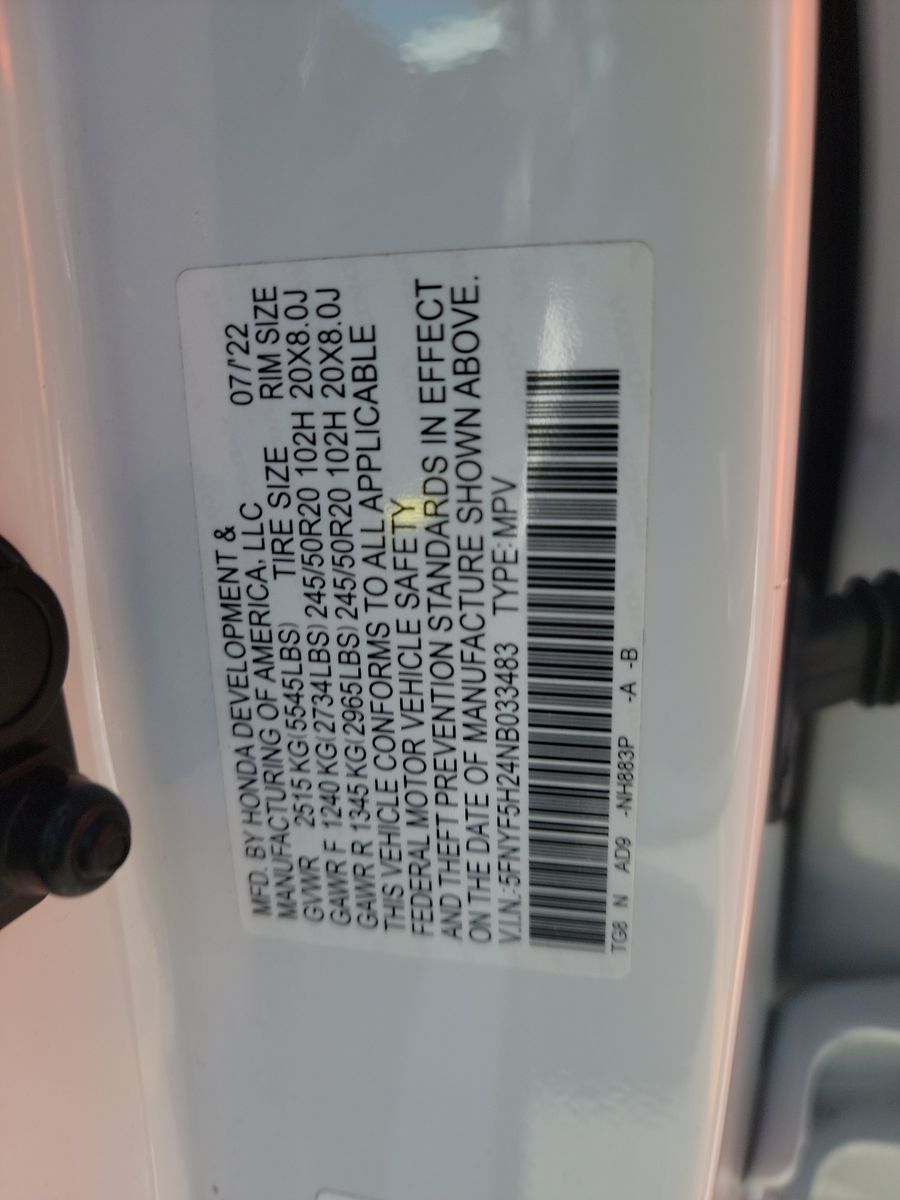 MFD. BY HONDA DEVELOPMENT & 07/'22
MANUFACTURING OF AMERICA, LLC
TIRE SIZE RIM SIZE
GVWR 2515 KG(5545LBS)
GAWR F 1240 KG(2734LBS) 245/50R20 102H 20X8.0J
GAWR R 1345 KG(2965LBS) 245/50R20 102H 20X8.0J
THIS VEHICLE CONFORMS TO ALL APPLICABLE
FEDERAL MOTOR VEHICLE SAFETY
AND THEFT PREVENTION STANDARDS IN EFFECT
ON THE DATE OF MANUFACTURE SHOWN ABOVE.
V.I.N.:5FNYF5H24NB033483 TYPE:MPV
TG8 N AD9 -NH883P -A -B